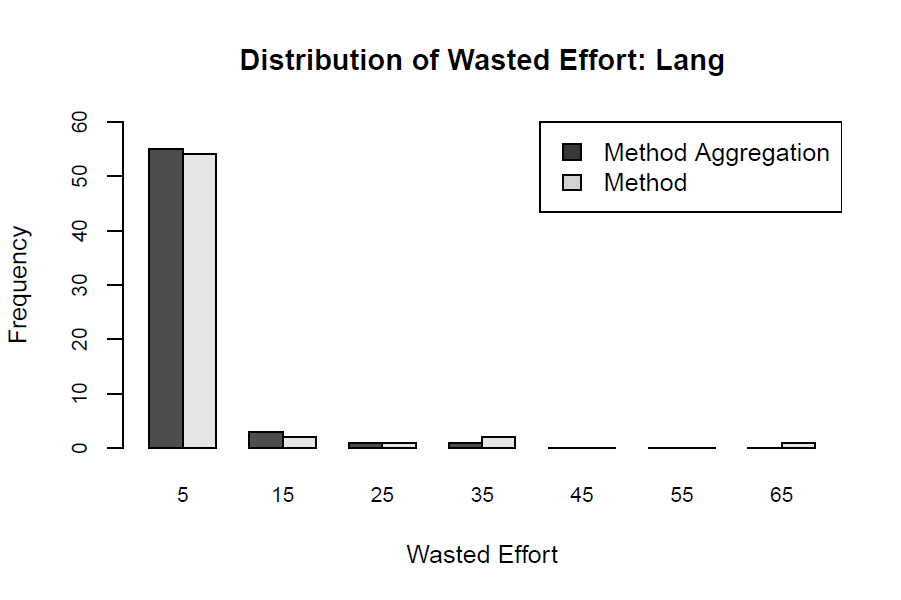 Distribution of Wasted Effort: Lang
Method Aggregation
Method
Frequency
60
50
40
30
20
10
0
5 15 25 35 45 55 65
Wasted Effort